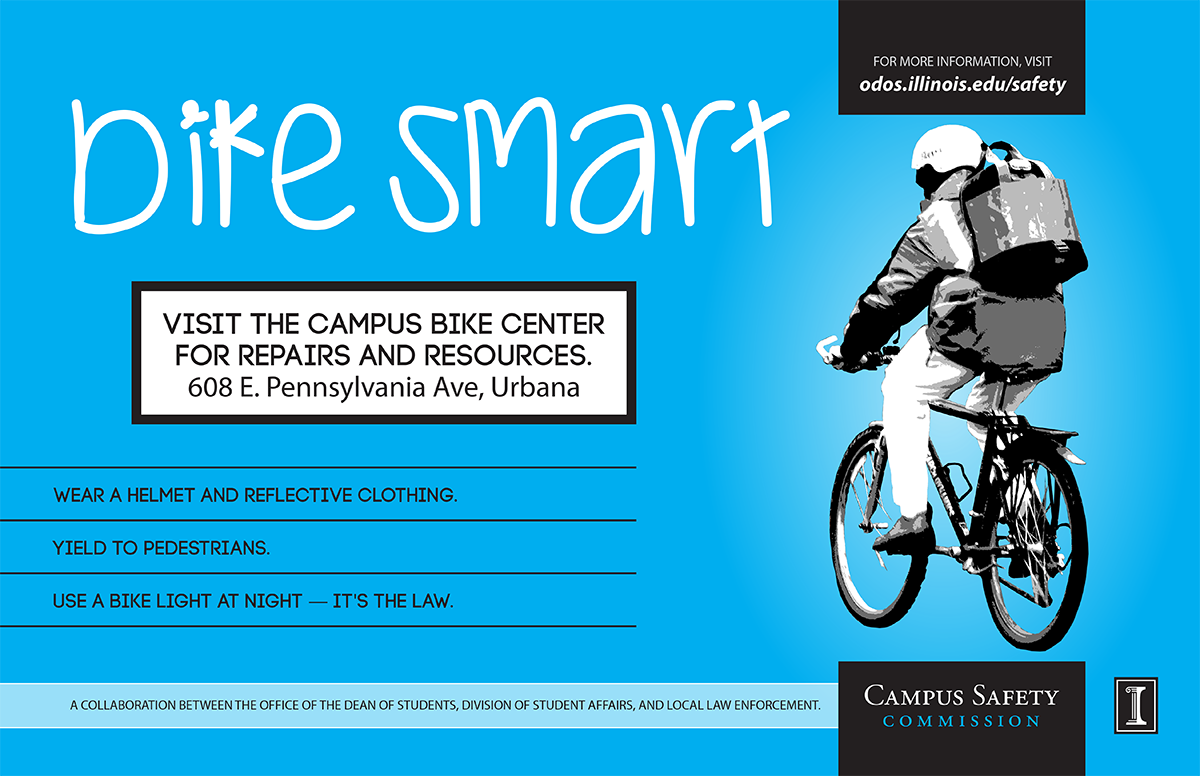 bike smart
FOR MORE INFORMATION, VISIT
odos.illinois.edu/safety
VISIT THE CAMPUS BIKE CENTER
FOR REPAIRS AND RESOURCES.
608 E. Pennsylvania Ave, Urbana
WEAR A HELMET AND REFLECTIVE CLOTHING.
YIELD TO PEDESTRIANS.
USE A BIKE LIGHT AT NIGHT — IT'S THE LAW.
A COLLABORATION BETWEEN THE OFFICE OF THE DEAN OF STUDENTS, DIVISION OF STUDENT AFFAIRS, AND LOCAL LAW ENFORCEMENT.
CAMPUS SAFETY
COMMISSION
I